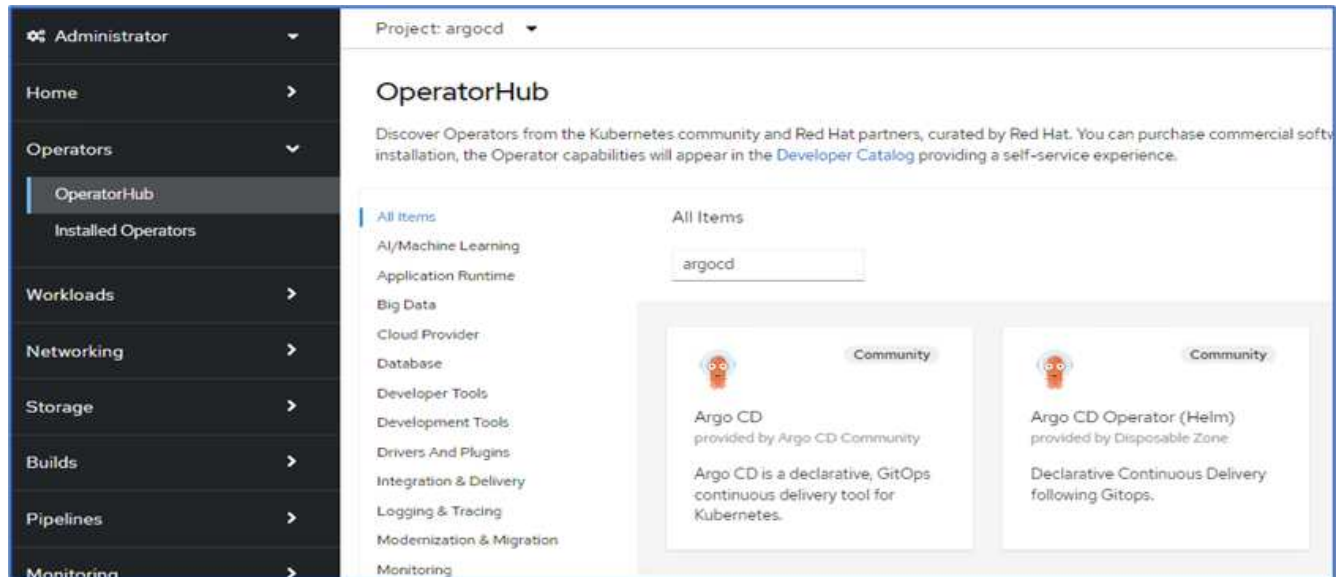 Administrator
Home
Operators
OperatorHub
Installed Operators
Workloads
Networking
Storage
Builds
Pipelines
Monitoring
Project: argocd
OperatorHub
Discover Operators from the Kubernetes community and Red Hat partners, curated by Red Hat. You can purchase commercial softw
installation, the Operator capabilities will appear in the Developer Catalog providing a self-service experience.
All Items
AI/Machine Learning
Application Runtime
Big Data
Cloud Provider
Database
Developer Tools
Development Tools
Drivers And Plugins
Integration & Delivery
Logging & Tracing
Modernization & Migration
Monitoring
All Items
argocd
Community
Argo CD
provided by Argo CD Community
Argo CD is a declarative, GitOps
continuous delivery tool for
Kubernetes.
Community
Argo CD Operator (Helm)
provided by Disposable Zone
Declarative Continuous Delivery
following Gitops.